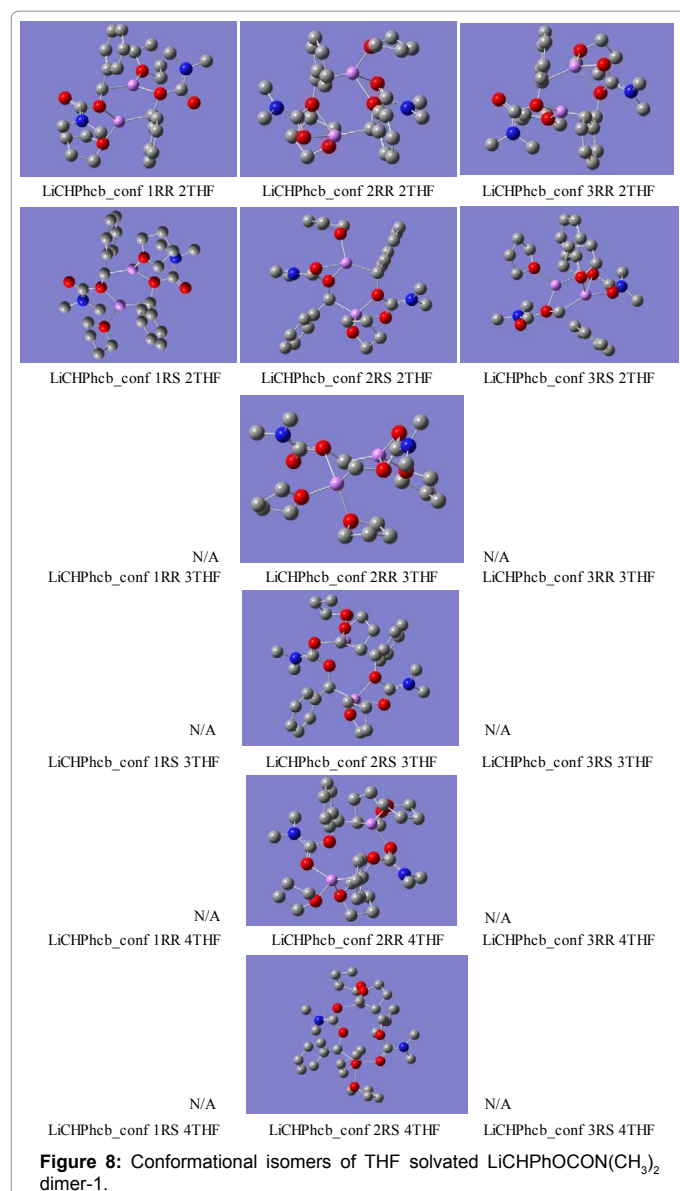 LiCHPhcb_conf 1RR 2THF LiCHPhcb_conf 2RR 2THF LiCHPhcb_conf 3RR 2THF
LiCHPhcb_conf 1RS 2THF LiCHPhcb_conf 2RS 2THF LiCHPhcb_conf 3RS 2THF
N/A N/A
LiCHPhcb_conf 1RR 3THF LiCHPhcb_conf 2RR 3THF LiCHPhcb_conf 3RR 3THF
N/A N/A
LiCHPhcb_conf 1RS 3THF LiCHPhcb_conf 2RS 3THF LiCHPhcb_conf 3RS 3THF
N/A N/A
LiCHPhcb_conf 1RR 4THF LiCHPhcb_conf 2RR 4THF LiCHPhcb_conf 3RR 4THF
N/A N/A
LiCHPhcb_conf 1RS 4THF LiCHPhcb_conf 2RS 4THF LiCHPhcb_conf 3RS 4THF
Figure 8: Conformational isomers of THF solvated LiCHPhOCON(CH₃)₂
dimer-1.